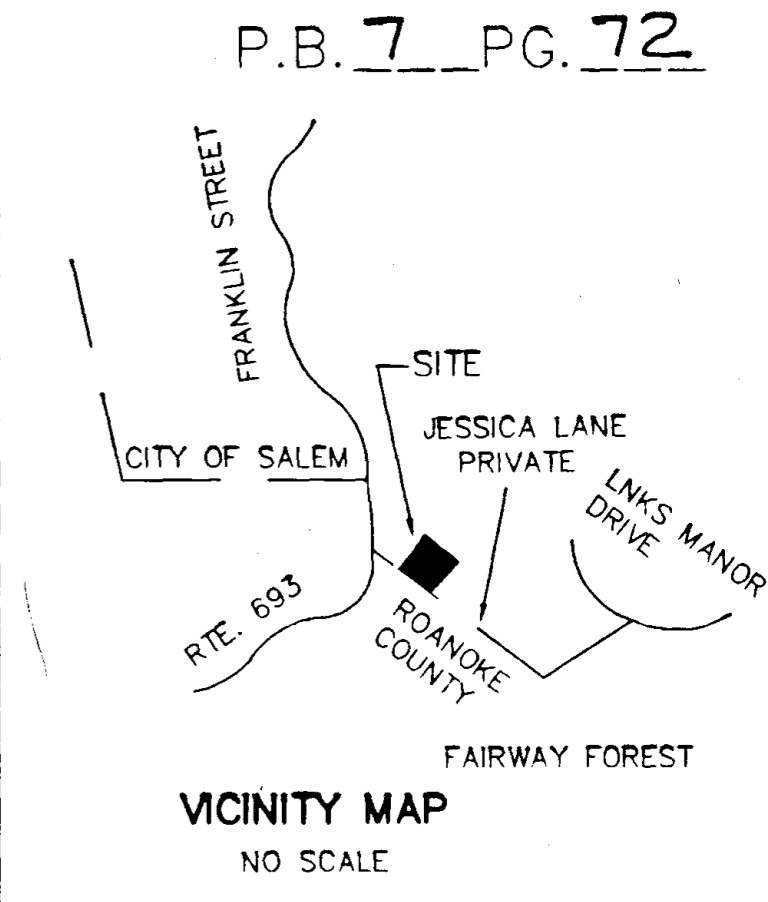 P.B. 7 PG. 72
FRANKLIN STREET
SITE
JESSICA LANE
PRIVATE
CITY OF SALEM
LNKS MANOR
DRIVE
RTE. 693
ROANOKE
COUNTY
FAIRWAY FOREST
VICINITY MAP
NO SCALE